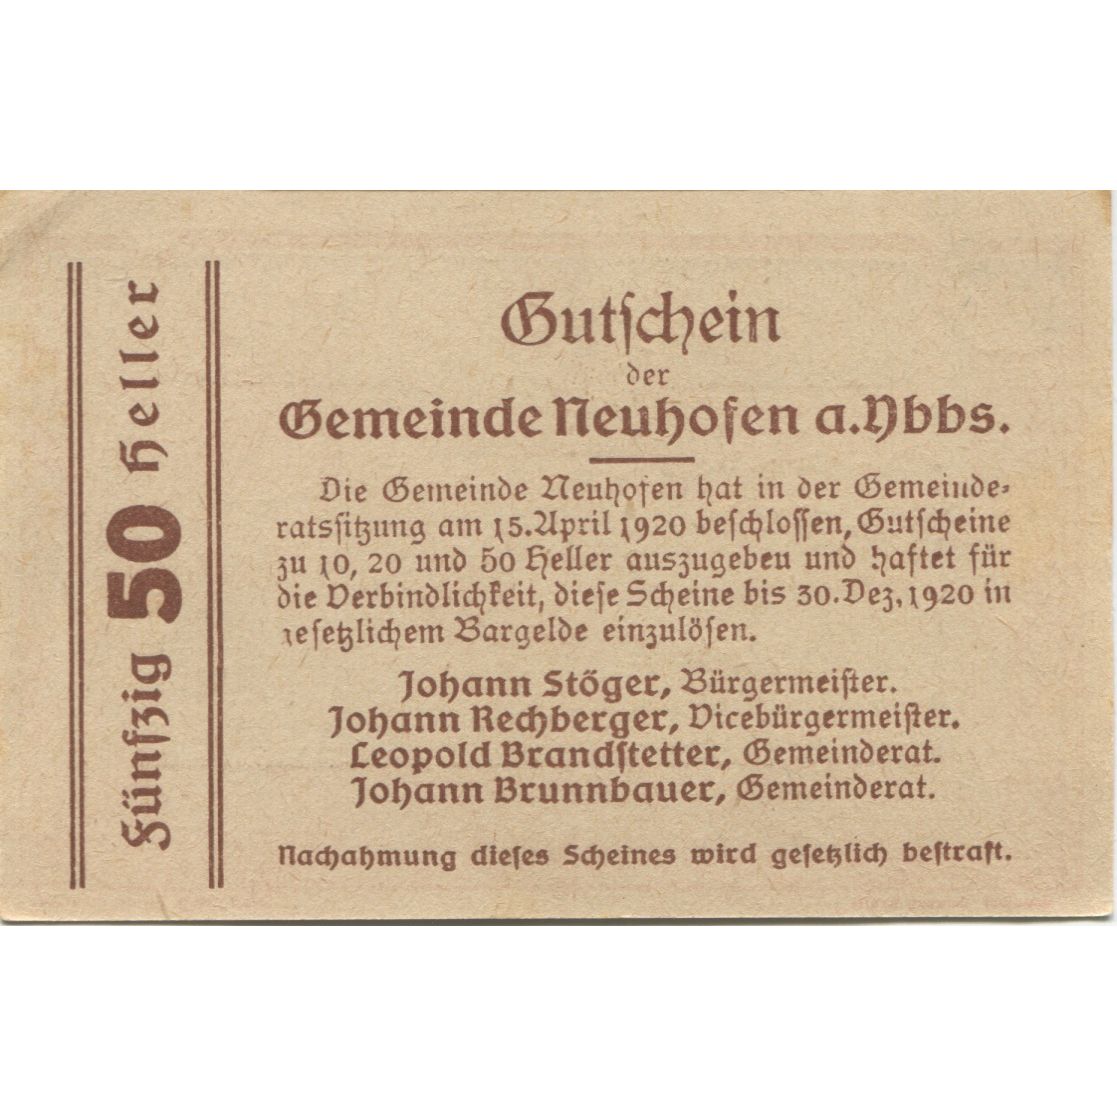 Fünfzig 50 Heller
Gutschein
der
Gemeinde Neuhofen a. Ybbs.
Die Gemeinde Neuhofen hat in der Gemeinde-
ratssitzung am 15. April 1920 beschlossen, Gutscheine
zu 10, 20 und 50 Heller auszugeben und haftet für
die Verbindlichkeit, diese Scheine bis 30. Dez. 1920 in
gesetzlichem Bargelde einzulösen.
Johann Stöger, Bürgermeister.
Johann Rechberger, Vicebürgermeister.
Leopold Brandstetter, Gemeinderat.
Johann Brunnbauer, Gemeinderat.
Nachahmung dieses Scheines wird gesetzlich bestraft.